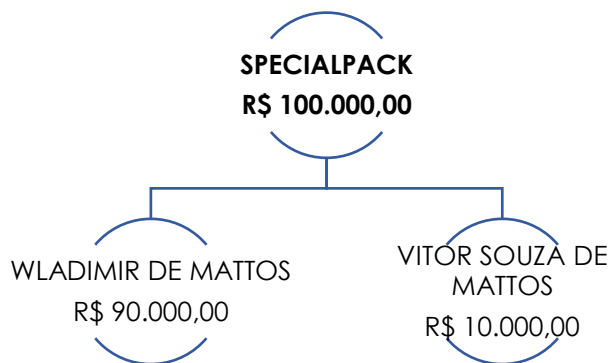 SPECIALPACK
R$ 100.000,00
WLADIMIR DE MATTOS
R$ 90.000,00
VITOR SOUZA DE
MATTOS
R$ 10.000,00